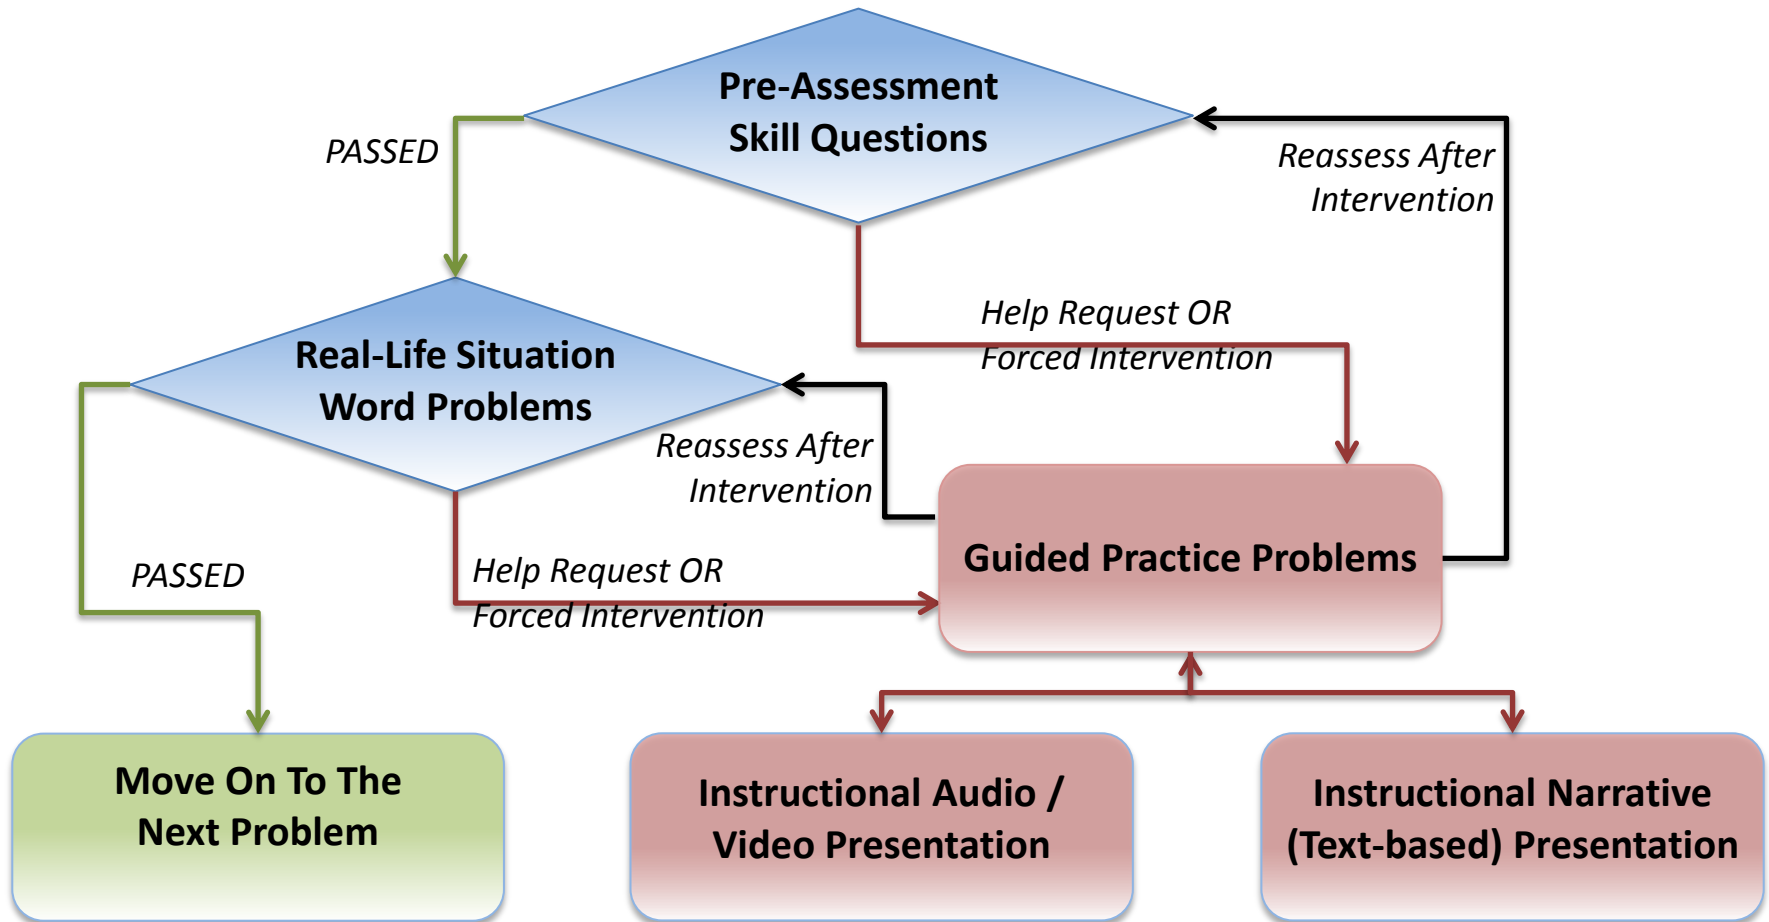 Pre-Assessment
Skill Questions
PASSED
Reassess After
Intervention
Help Request OR
Forced Intervention
Real-Life Situation
Word Problems
Reassess After
Intervention
Guided Practice Problems
PASSED
Help Request OR
Forced Intervention
Move On To The
Next Problem
Instructional Audio /
Video Presentation
Instructional Narrative
(Text-based) Presentation